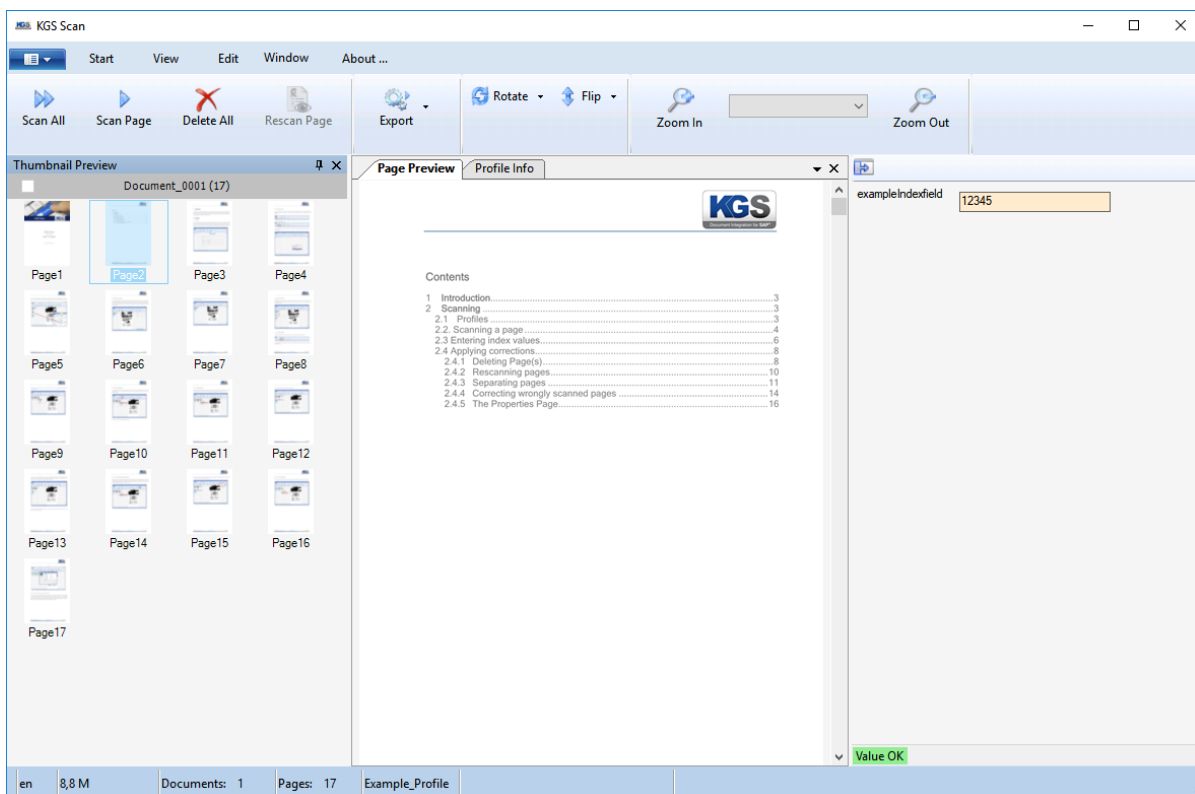 KGS Scan
Start View Edit Window About ...
Scan All Scan Page Delete All Rescan Page Export Rotate Flip Zoom In Zoom Out
Thumbnail Preview
Document_0001 (17)
Page1 Page2 Page3 Page4
Page5 Page6 Page7 Page8
Page9 Page10 Page11 Page12
Page13 Page14 Page15 Page16
Page17
Page Preview Profile Info
KGS
Document Integration for SAP
Contents
1 Introduction 3
2 Scanning 3
2.1 Profiles 3
2.2. Scanning a page 4
2.3 Entering index values 6
2.4 Applying corrections 8
2.4.1 Deleting Page(s) 8
2.4.2 Rescanning pages 10
2.4.3 Separating pages 11
2.4.4 Correcting wrongly scanned pages 14
2.4.5 The Properties Page 16
exampleIndexfield 12345
Value OK
en 8,8 M Documents: 1 Pages: 17 Example_Profile